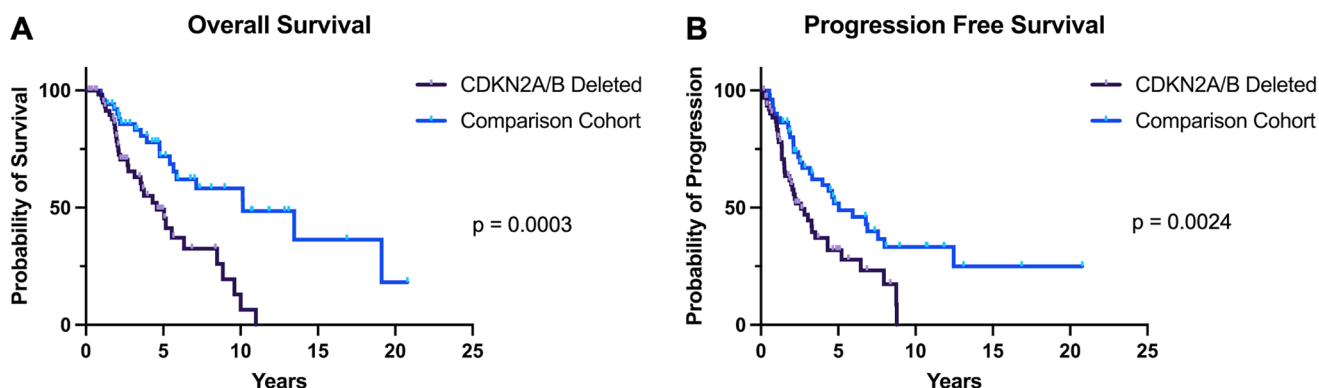 A
Overall Survival
Probability of Survival
100
50
0
0 5 10 15 20 25
Years
CDKN2A/B Deleted
Comparison Cohort
p = 0.0003
B
Progression Free Survival
Probability of Progression
100
50
0
0 5 10 15 20 25
Years
CDKN2A/B Deleted
Comparison Cohort
p = 0.0024